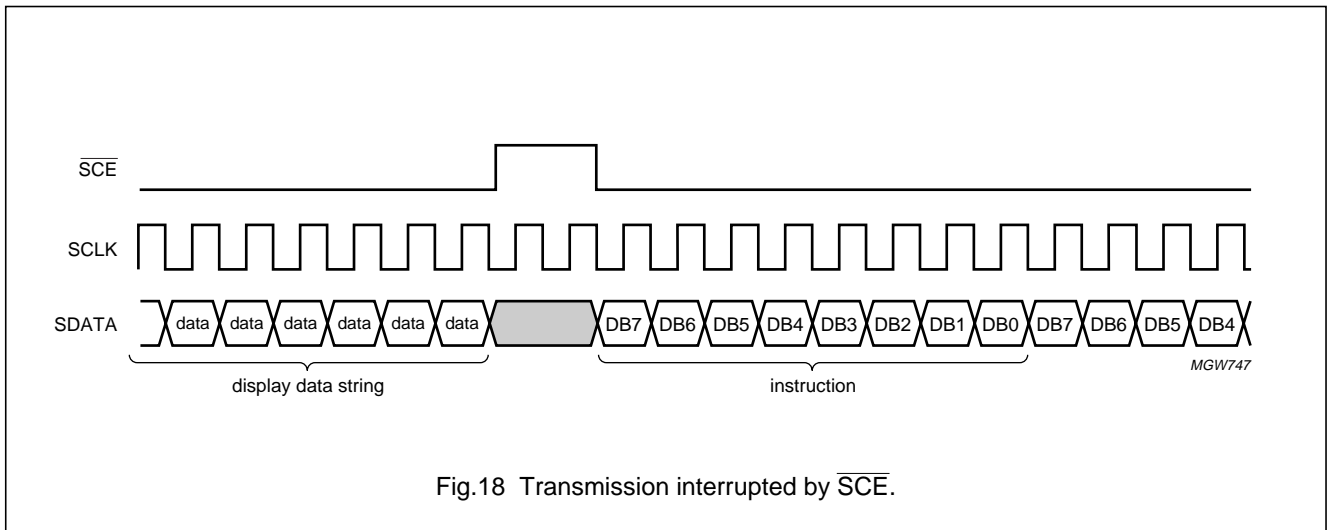 SCE
SCLK
SDATA data data data data data data DB7 DB6 DB5 DB4 DB3 DB2 DB1 DB0 DB7 DB6 DB5 DB4
MGW747
display data string instruction
Fig.18 Transmission interrupted by SCE.